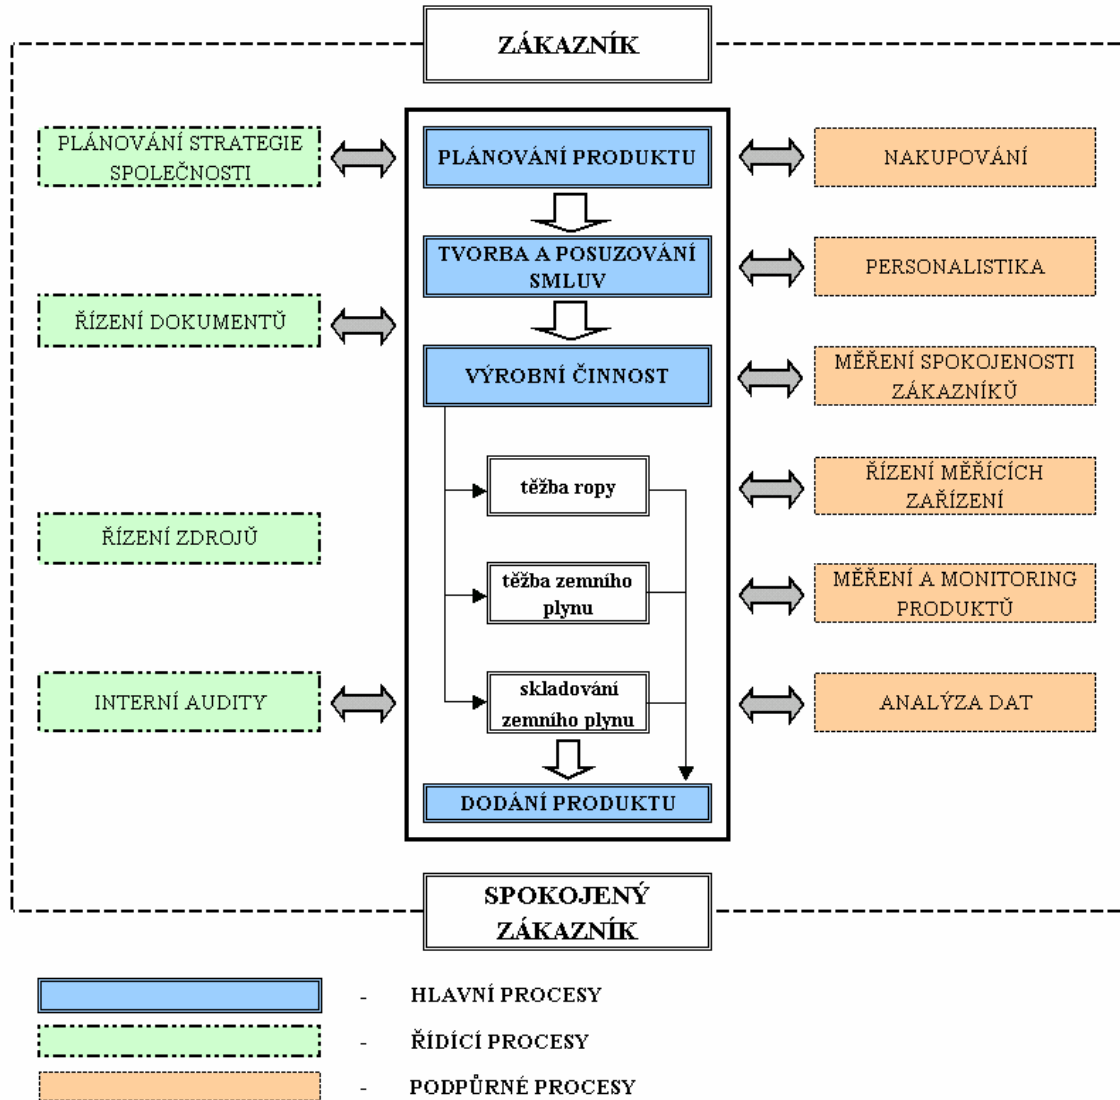 ZÁKAZNÍK
PLÁNOVÁNÍ STRATEGIE
SPOLEČNOSTI
PLÁNOVÁNÍ PRODUKTU
NAKUPOVÁNÍ
TVORBA A POSUZOVÁNÍ
SMLUV
PERSONALISTIKA
ŘÍZENÍ DOKUMENTŮ
VÝROBNÍ ČINNOST
MĚŘENÍ SPOKOJENOSTI
ZÁKAZNÍKŮ
těžba ropy
ŘÍZENÍ MĚŘÍCÍCH
ZAŘÍZENÍ
ŘÍZENÍ ZDROJŮ
těžba zemního
plynu
MĚŘENÍ A MONITORING
PRODUKTŮ
INTERNÍ AUDITY
skladování
zemního plynu
ANALÝZA DAT
DODÁNÍ PRODUKTU
SPOKOJENÝ
ZÁKAZNÍK
- HLAVNÍ PROCESY
- ŘÍDÍCÍ PROCESY
- PODPŮRNÉ PROCESY